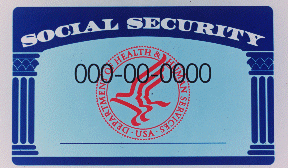 SOCIAL SECURITY
000-00-0000
DEPARTMENT OF HEALTH & HUMAN SERVICES · USA